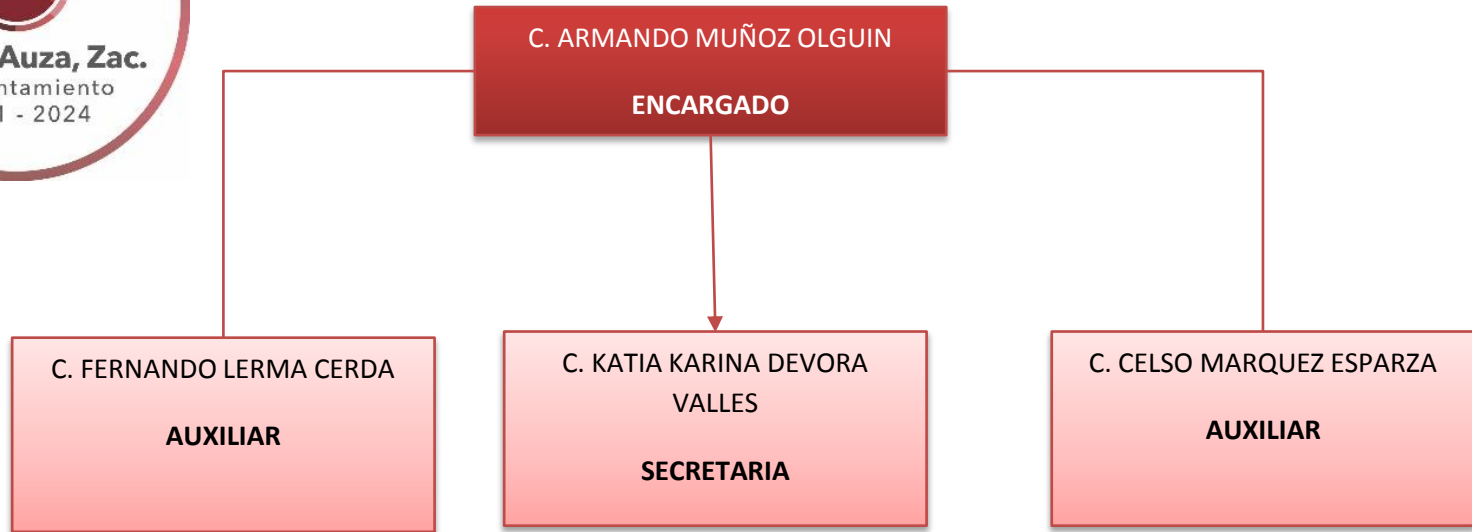 Auza, Zac.
- 2024
C. ARMANDO MUÑOZ OLGUIN
ENCARGADO
C. FERNANDO LERMA CERDA
AUXILIAR
C. KATIA KARINA DEVORA
VALLES
SECRETARIA
C. CELSO MARQUEZ ESPARZA
AUXILIAR